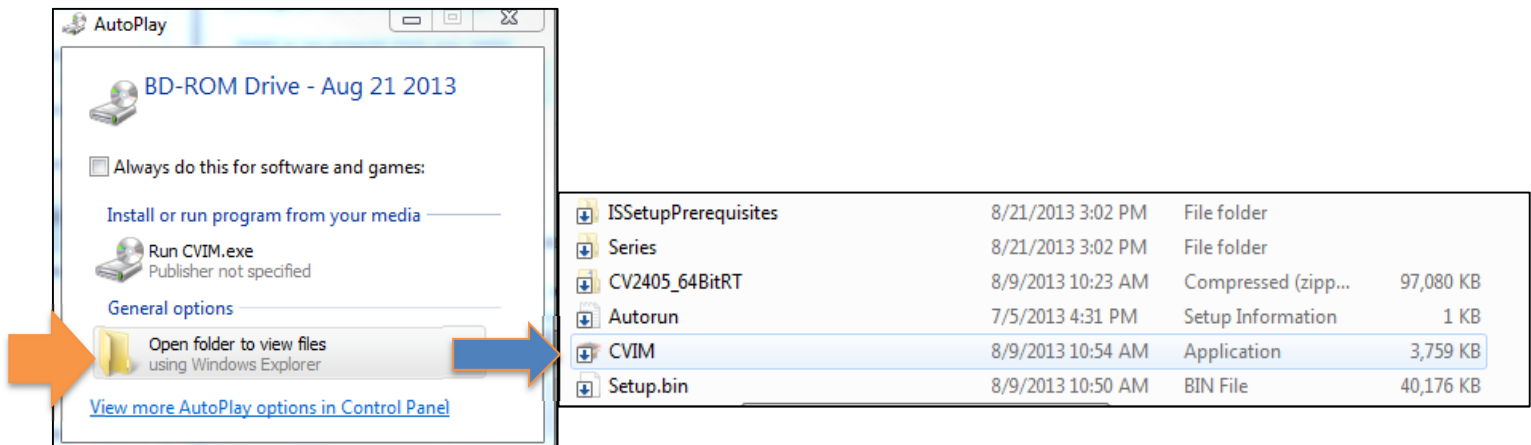 AutoPlay
BD-ROM Drive - Aug 21 2013
Always do this for software and games:
Install or run program from your media
Run CVIM.exe
Publisher not specified
General options
Open folder to view files
using Windows Explorer
View more AutoPlay options in Control Panel
ISSetupPrerequisites 8/21/2013 3:02 PM File folder
Series 8/21/2013 3:02 PM File folder
CV2405_64BitRT 8/9/2013 10:23 AM Compressed (zipp... 97,080 KB
Autorun 7/5/2013 4:31 PM Setup Information 1 KB
CVIM 8/9/2013 10:54 AM Application 3,759 KB
Setup.bin 8/9/2013 10:50 AM BIN File 40,176 KB